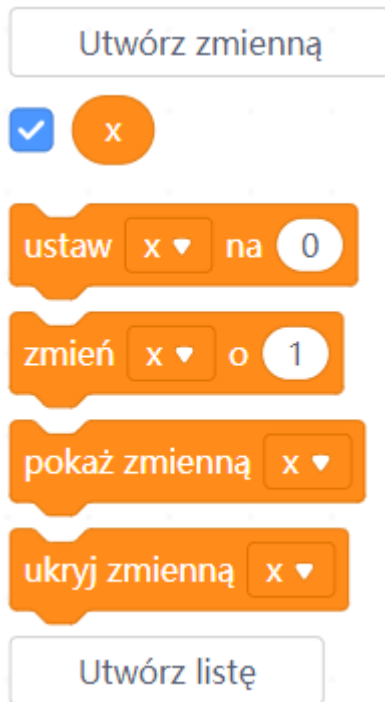 Utwórz zmienną
x
ustaw x na 0
zmień x o 1
pokaż zmienną x
ukryj zmienną x
Utwórz listę